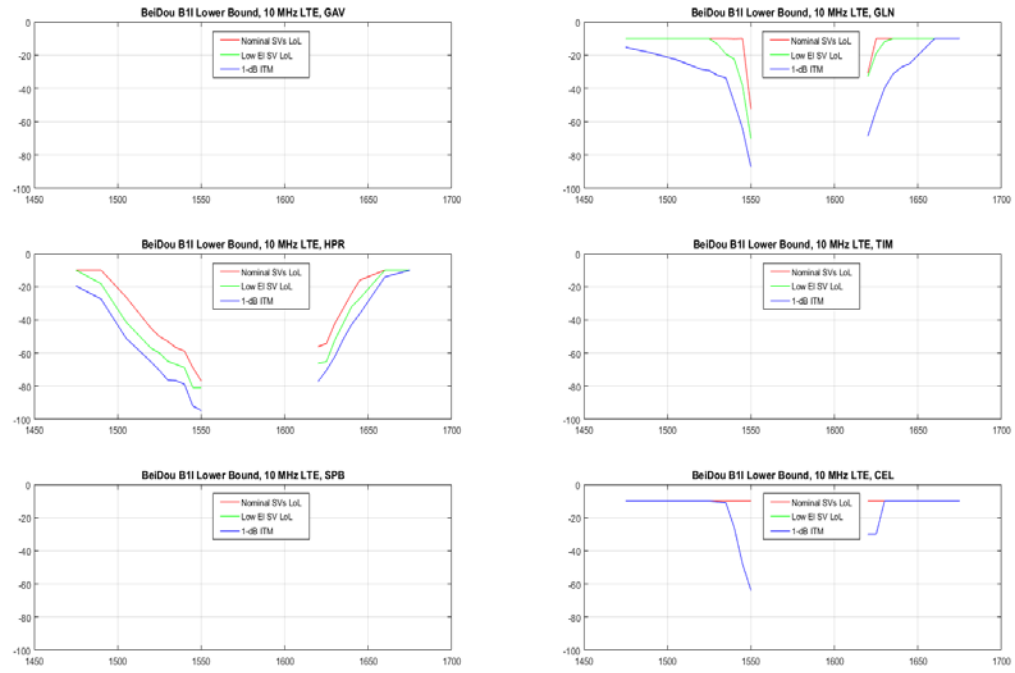 BeiDou B1I Lower Bound, 10 MHz LTE, GAV
0
-20
-40
-60
-80
-100
1450 1500 1550 1600 1650 1700
Nominal SVs LoL
Low El SV LoL
1-dB ITM
BeiDou B1I Lower Bound, 10 MHz LTE, GLN
0
-20
-40
-60
-80
-100
1450 1500 1550 1600 1650 1700
Nominal SVs LoL
Low El SV LoL
1-dB ITM
BeiDou B1I Lower Bound, 10 MHz LTE, HPR
0
-20
-40
-60
-80
-100
1450 1500 1550 1600 1650 1700
Nominal SVs LoL
Low El SV LoL
1-dB ITM
BeiDou B1I Lower Bound, 10 MHz LTE, TIM
0
-20
-40
-60
-80
-100
1450 1500 1550 1600 1650 1700
Nominal SVs LoL
Low El SV LoL
1-dB ITM
BeiDou B1I Lower Bound, 10 MHz LTE, SPB
0
-20
-40
-60
-80
-100
1450 1500 1550 1600 1650 1700
Nominal SVs LoL
Low El SV LoL
1-dB ITM
BeiDou B1I Lower Bound, 10 MHz LTE, CEL
0
-20
-40
-60
-80
-100
1450 1500 1550 1600 1650 1700
Nominal SVs LoL
Low El SV LoL
1-dB ITM